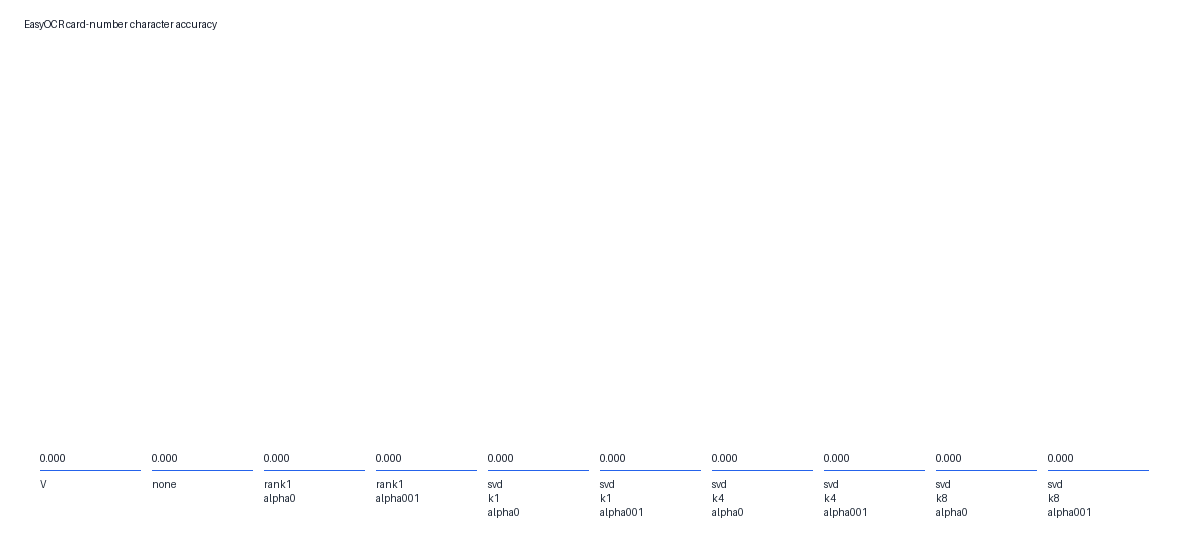 EasyOCR card-number character accuracy
0.000 0.000 0.000 0.000 0.000 0.000 0.000 0.000 0.000 0.000
V none rank1 rank1 svd svd svd svd svd svd
alpha0 alpha001 k1 k1 k4 k4 k8 k8
alpha0 alpha001 alpha0 alpha001 alpha0 alpha001